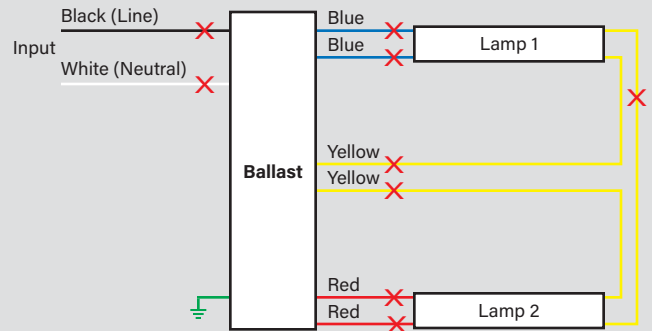 Black (Line)
Input
White (Neutral)
Blue
Blue
Lamp 1
Ballast
Yellow
Yellow
Red
Red
Lamp 2